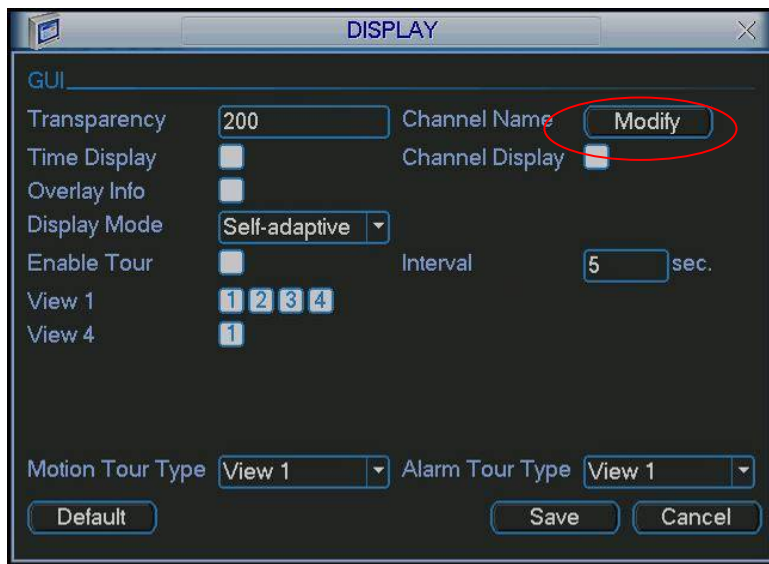 DISPLAY
GUI
Transparency 200 Channel Name Modify
Time Display Channel Display
Overlay Info
Display Mode Self-adaptive
Enable Tour Interval 5 sec.
View 1 1 2 3 4
View 4 1
Motion Tour Type View 1 Alarm Tour Type View 1
Default Save Cancel